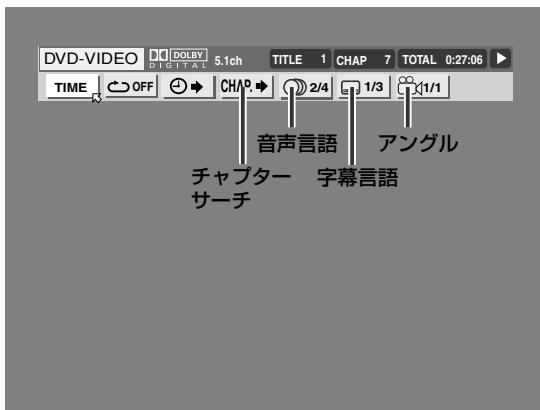 DVD-VIDEO DOLBY DIGITAL 5.1ch TITLE 1 CHAP 7 TOTAL 0:27:06
TIME OFF CHAP. 2/4 1/3 1/1
音声言語 アングル
チャプターサーチ 字幕言語